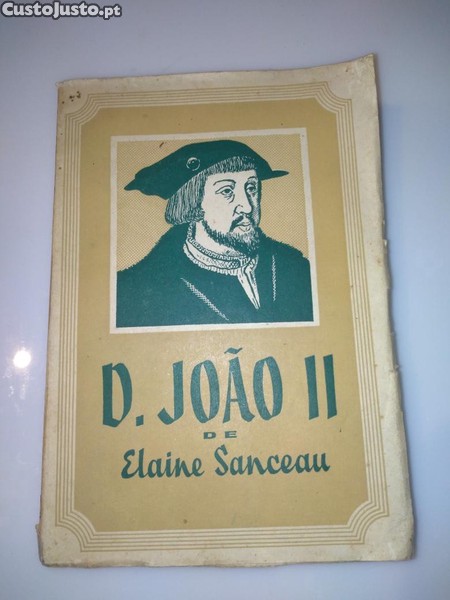 CustoJusto.pt
D. JOÃO II
DE
Elaine Sanceau